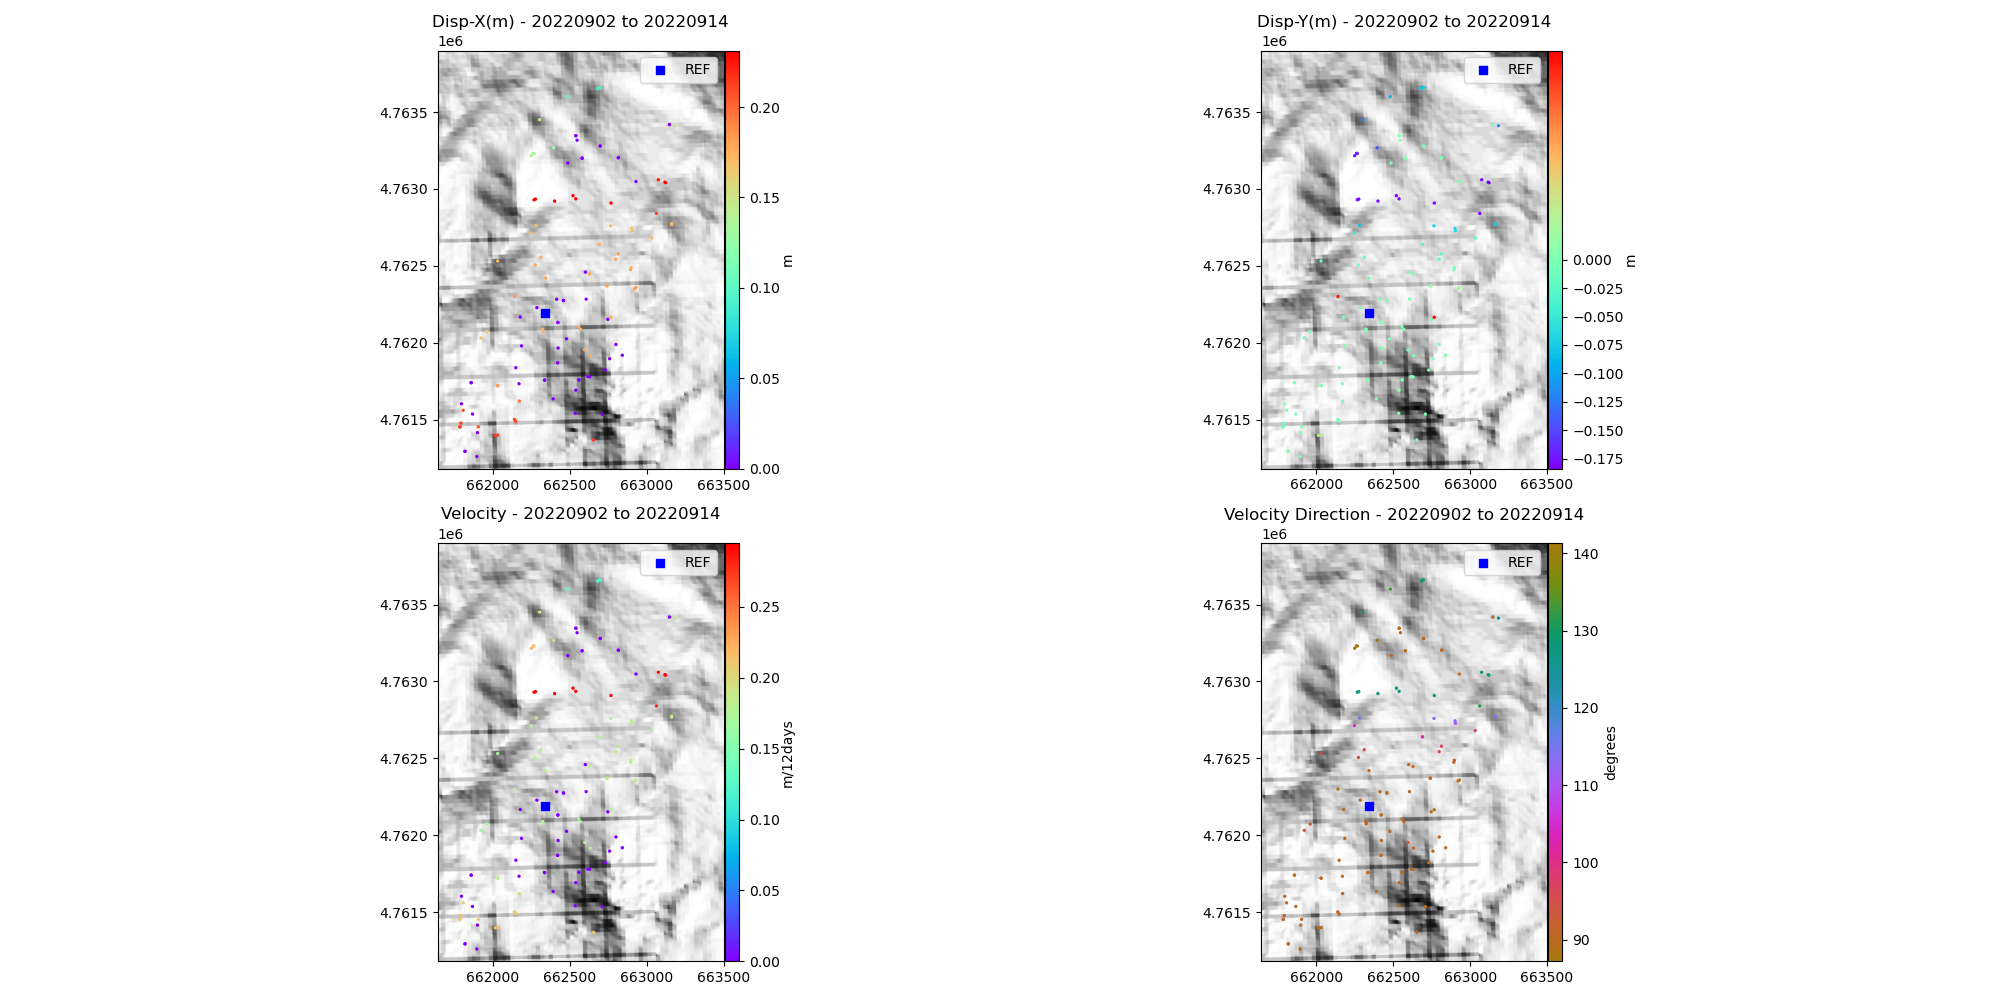 Disp-X(m) - 20220902 to 20220914
1e6
REF
4.7635
4.7630
4.7625
4.7620
4.7615
662000 662500 663000 663500
0.20
0.15
0.10
0.05
0.00
m
Disp-Y(m) - 20220902 to 20220914
1e6
REF
4.7635
4.7630
4.7625
4.7620
4.7615
662000 662500 663000 663500
0.000
−0.025
−0.050
−0.075
−0.100
−0.125
−0.150
−0.175
m
Velocity - 20220902 to 20220914
1e6
REF
4.7635
4.7630
4.7625
4.7620
4.7615
662000 662500 663000 663500
0.25
0.20
0.15
0.10
0.05
0.00
m/12days
Velocity Direction - 20220902 to 20220914
1e6
REF
4.7635
4.7630
4.7625
4.7620
4.7615
662000 662500 663000 663500
140
130
120
110
100
90
degrees